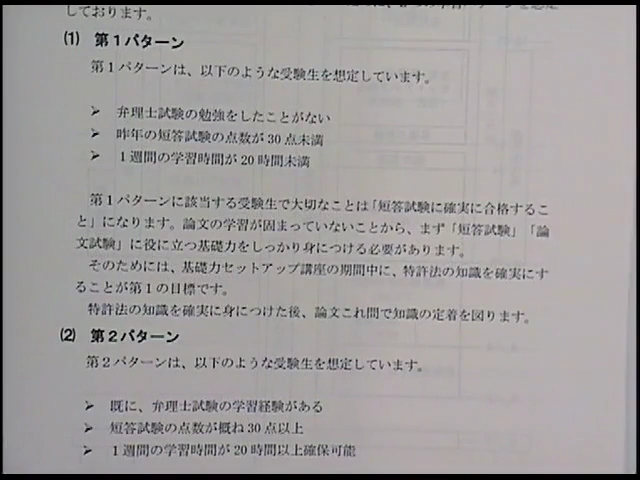 しております。
(1) 第1パターン
第1パターンは、以下のような受験生を想定しています。
➢ 弁理士試験の勉強をしたことがない
➢ 昨年の短答試験の点数が30点未満
➢ 1週間の学習時間が20時間未満
第1パターンに該当する受験生で大切なことは「短答試験に確実に合格するこ
と」になります。論文の学習が固まっていないことから、まず「短答試験」「論
文試験」に役に立つ基礎力をしっかり身につける必要があります。
そのためには、基礎力セットアップ講座の期間中に、特許法の知識を確実にす
ることが第1の目標です。
特許法の知識を確実に身につけた後、論文これ問で知識の定着を図ります。
(2) 第2パターン
第2パターンは、以下のような受験生を想定しています。
➢ 既に、弁理士試験の学習経験がある
➢ 短答試験の点数が概ね30点以上
➢ 1週間の学習時間が20時間以上確保可能